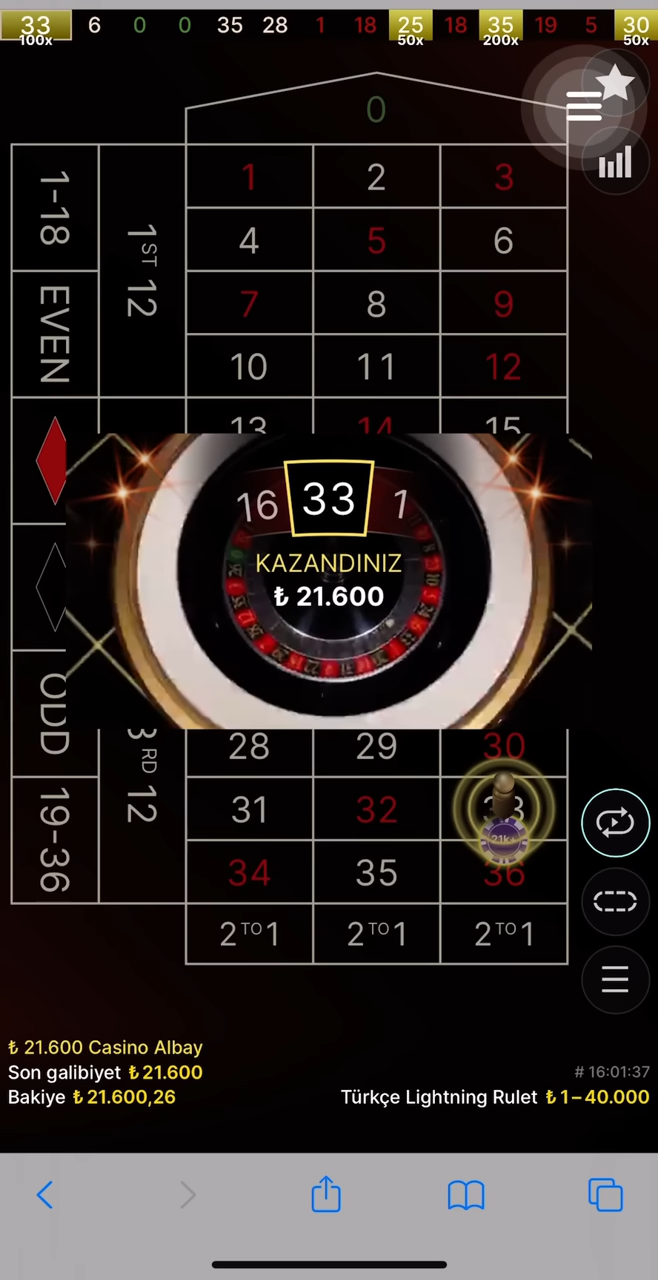 33 6 0 0 35 28 1 18 25 18 35 19 5 30
100x 50x 200x 50x
0
1 2 3
4 5 6
7 8 9
10 11 12
13 14 15
1-18
EVEN
ODD
19-36
1ST 12
3RD 12
16 33 1
KAZANDINIZ
₺ 21.600
28 29 30
31 32 33
34 35 36
2TO1 2TO1 2TO1
₺ 21.600 Casino Albay
Son galibiyet ₺ 21.600
Bakiye ₺ 21.600,26
# 16:01:37
Türkçe Lightning Rulet ₺ 1-40.000